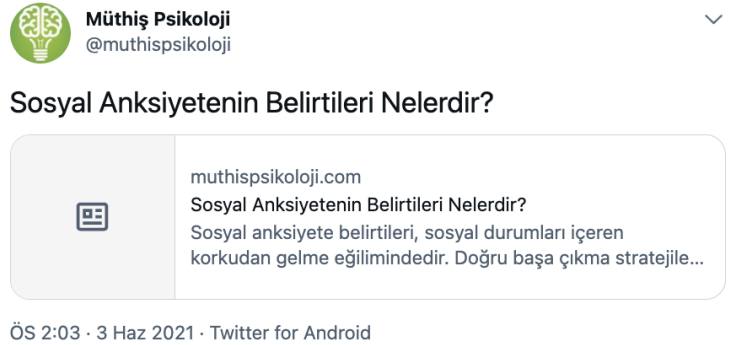 Müthiş Psikoloji
@muthispsikoloji
Sosyal Anksiyetenin Belirtileri Nelerdir?
muthispsikoloji.com
Sosyal Anksiyetenin Belirtileri Nelerdir?
Sosyal anksiyete belirtileri, sosyal durumları içeren
korkudan gelme eğilimindedir. Doğru başa çıkma stratejile...
ÖS 2:03 · 3 Haz 2021 · Twitter for Android